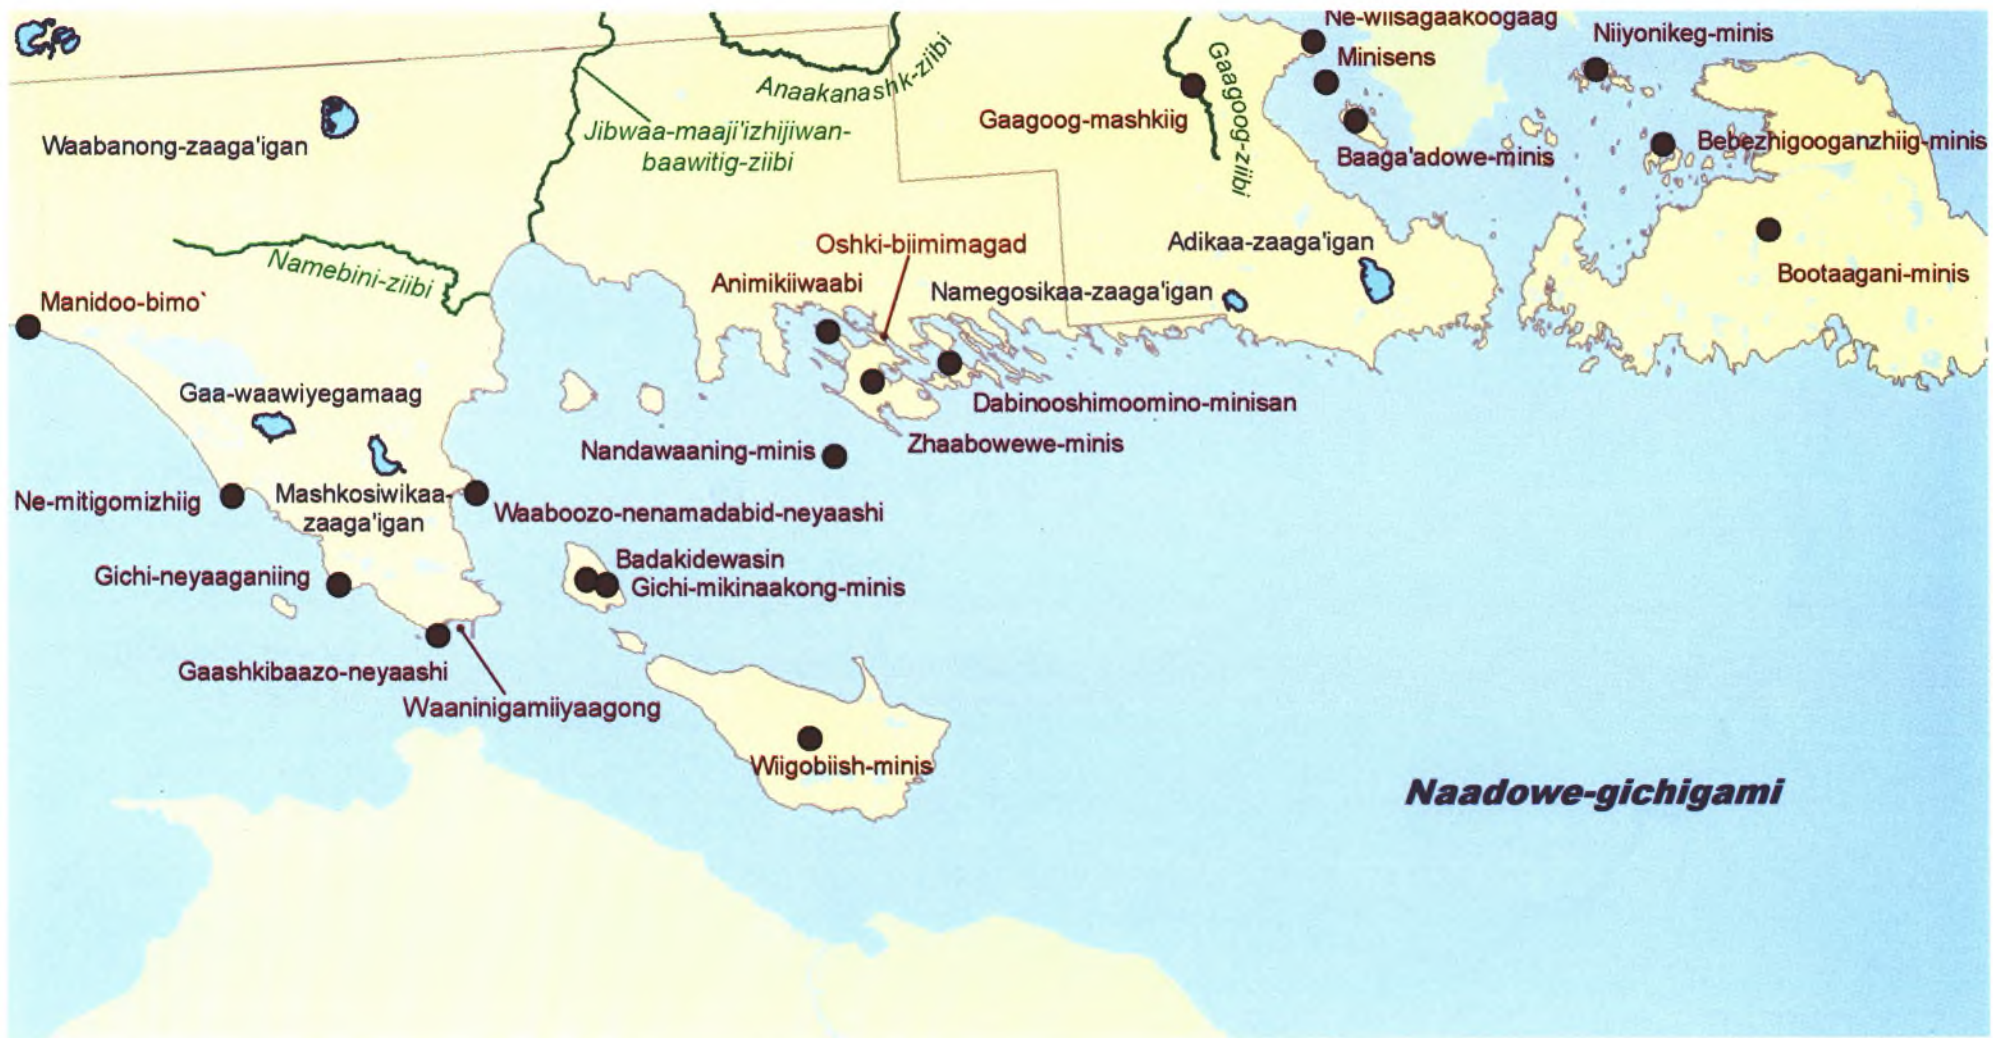 Ne-wiisagaakoogaag
Niiyonikeg-minis
Minisens
Anaakanashk-ziibi
Gaagoog-ziibi
Gaagoog-mashkiig
Waabanong-zaaga'igan
Jibwaa-maaji'izhijiwan-
baawitig-ziibi
Baaga'adowe-minis
Bebezhigooganzhiig-minis
Oshki-biimimagad
Adikaa-zaaga'igan
Namebini-ziibi
Animikiiwaabi
Namegosikaa-zaaga'igan
Bootaagani-minis
Manidoo-bimo`
Gaa-waawiyegamaag
Dabinooshimoomino-minisan
Zhaabowewe-minis
Nandawaaning-minis
Ne-mitigomizhiig
Mashkosiwikaa-
zaaga'igan
Waaboozo-nenamadabid-neyaashi
Badakidewasin
Gichi-neyaaganiing
Gichi-mikinaakong-minis
Gaashkibaazo-neyaashi
Waaninigamiiyaagong
Wiigobiish-minis
Naadowe-gichigami